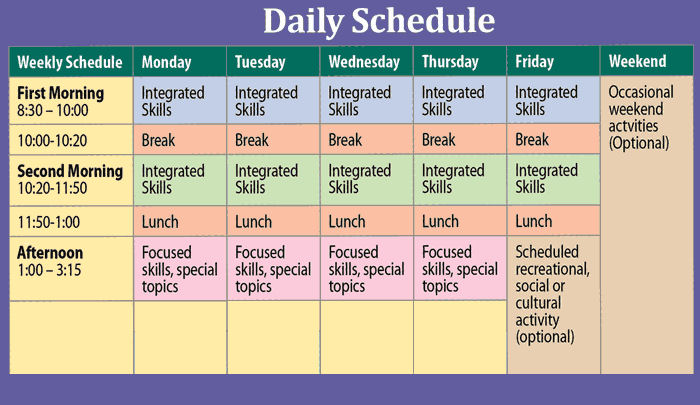 Daily Schedule
Weekly Schedule Monday Tuesday Wednesday Thursday Friday Weekend
First Morning
8:30 – 10:00
Integrated
Skills
Integrated
Skills
Integrated
Skills
Integrated
Skills
Integrated
Skills
Occasional
weekend
actvities
(Optional)
10:00-10:20 Break Break Break Break Break
Second Morning
10:20-11:50
Integrated
Skills
Integrated
Skills
Integrated
Skills
Integrated
Skills
Integrated
Skills
11:50-1:00 Lunch Lunch Lunch Lunch Lunch
Afternoon
1:00 – 3:15
Focused
skills, special
topics
Focused
skills, special
topics
Focused
skills, special
topics
Focused
skills, special
topics
Scheduled
recreational,
social or
cultural
activity
(optional)